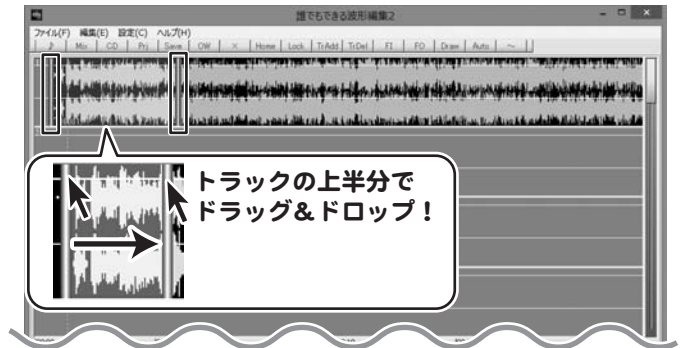 誰でもできる波形編集2
ファイル(F) 編集(E) 設定(C) ヘルプ(H)
Mix CD Prj Save OW × Home Lock TrAdd TrDel FI FO Draw Auto ～
トラックの上半分で
ドラッグ&ドロップ！